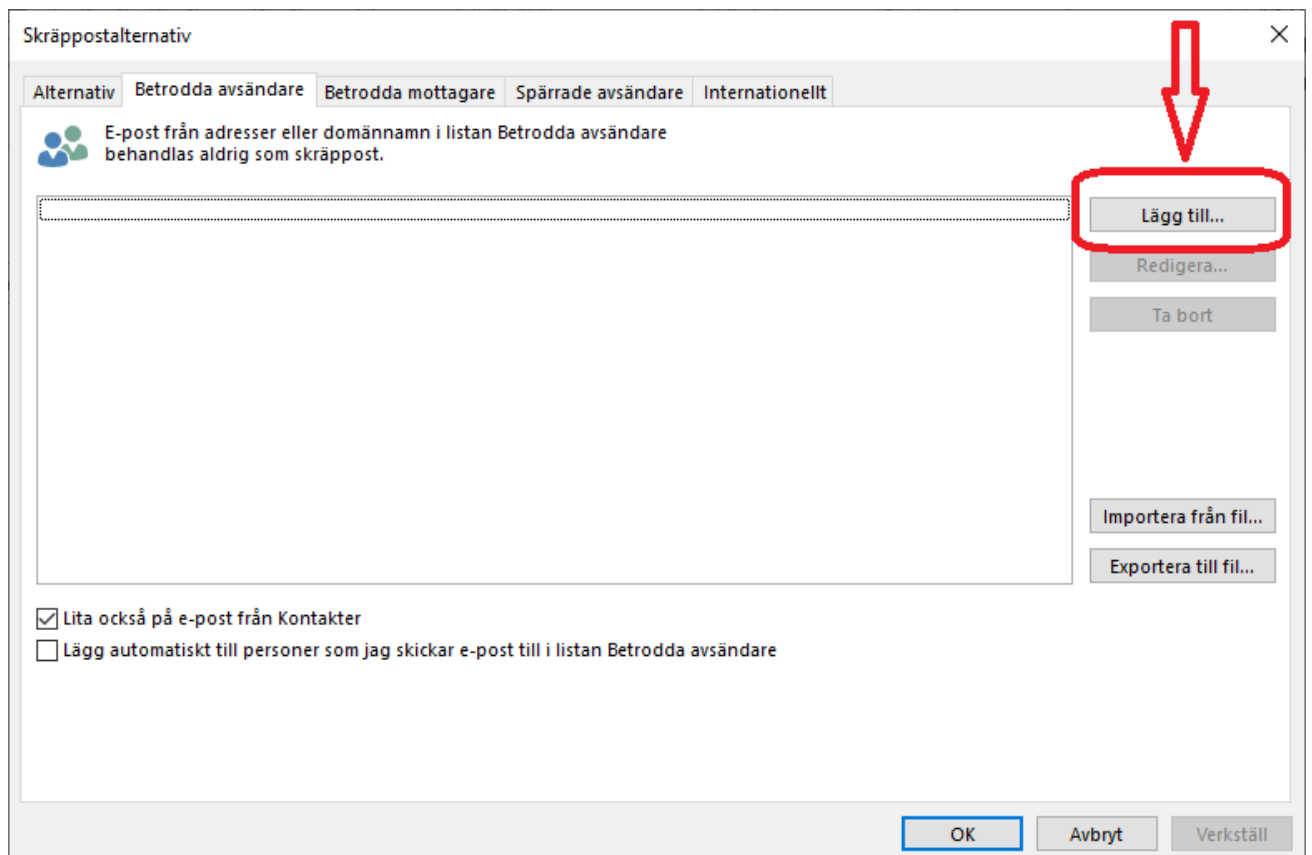 Skräppostalternativ
Alternativ Betrodda avsändare Betrodda mottagare Spärrade avsändare Internationellt
E-post från adresser eller domännamn i listan Betrodda avsändare
behandlas aldrig som skräppost.
Lägg till...
Redigera...
Ta bort
Importera från fil...
Exportera till fil...
Lita också på e-post från Kontakter
Lägg automatiskt till personer som jag skickar e-post till i listan Betrodda avsändare
OK Avbryt Verkställ